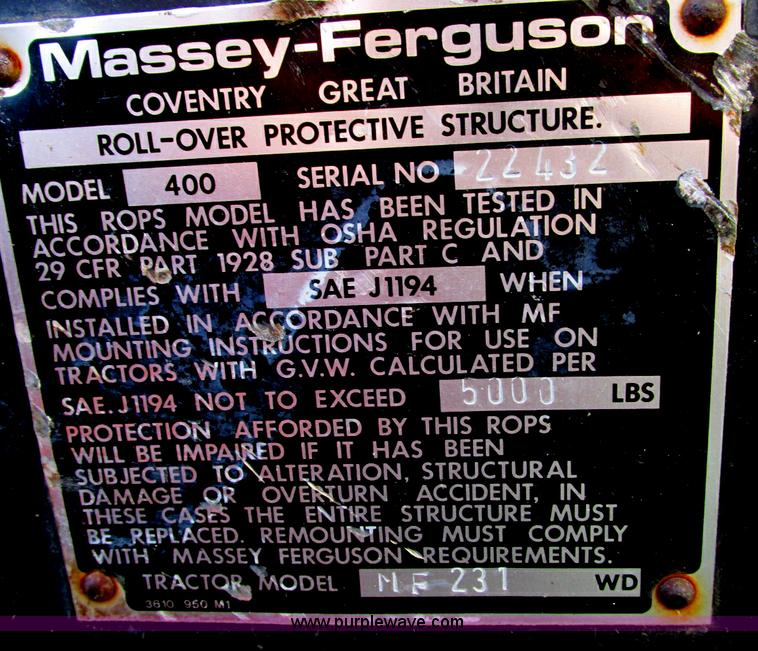 Massey-Ferguson
COVENTRY GREAT BRITAIN
ROLL-OVER PROTECTIVE STRUCTURE.
MODEL 400 SERIAL NO 22432
THIS ROPS MODEL HAS BEEN TESTED IN
ACCORDANCE WITH OSHA REGULATION
29 CFR PART 1928 SUB PART C AND
COMPLIES WITH SAE J1194 WHEN
INSTALLED IN ACCORDANCE WITH MF
MOUNTING INSTRUCTIONS FOR USE ON
TRACTORS WITH G.V.W. CALCULATED PER
SAE.J1194 NOT TO EXCEED 5000 LBS
PROTECTION AFFORDED BY THIS ROPS
WILL BE IMPAIRED IF IT HAS BEEN
SUBJECTED TO ALTERATION, STRUCTURAL
DAMAGE OR OVERTURN ACCIDENT, IN
THESE CASES THE ENTIRE STRUCTURE MUST
BE REPLACED. REMOUNTING MUST COMPLY
WITH MASSEY FERGUSON REQUIREMENTS.
TRACTOR MODEL MF 231 WD
3610 950 M1
www.purplewave.com